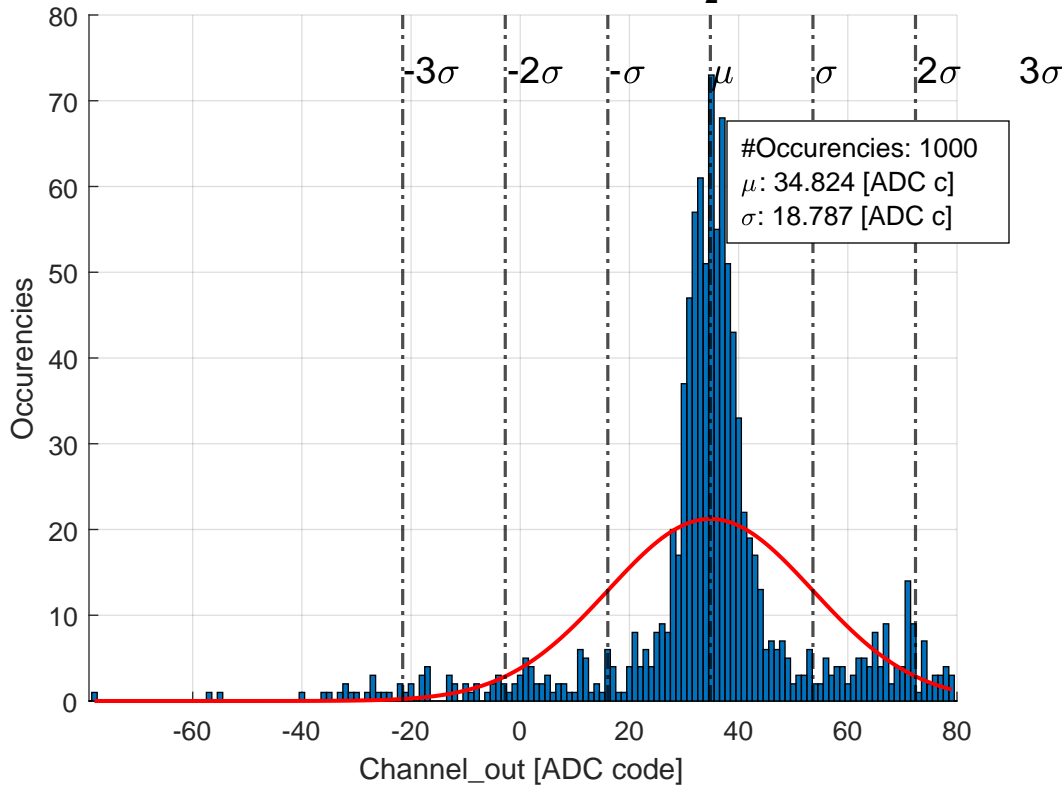 2
80
-3σ -2σ -σ μ σ 2σ 3σ
70
#Occurencies: 1000
μ: 34.824 [ADC c]
σ: 18.787 [ADC c]
60
50
40
30
20
10
0
Occurencies
-60 -40 -20 0 20 40 60 80
Channel_out [ADC code]